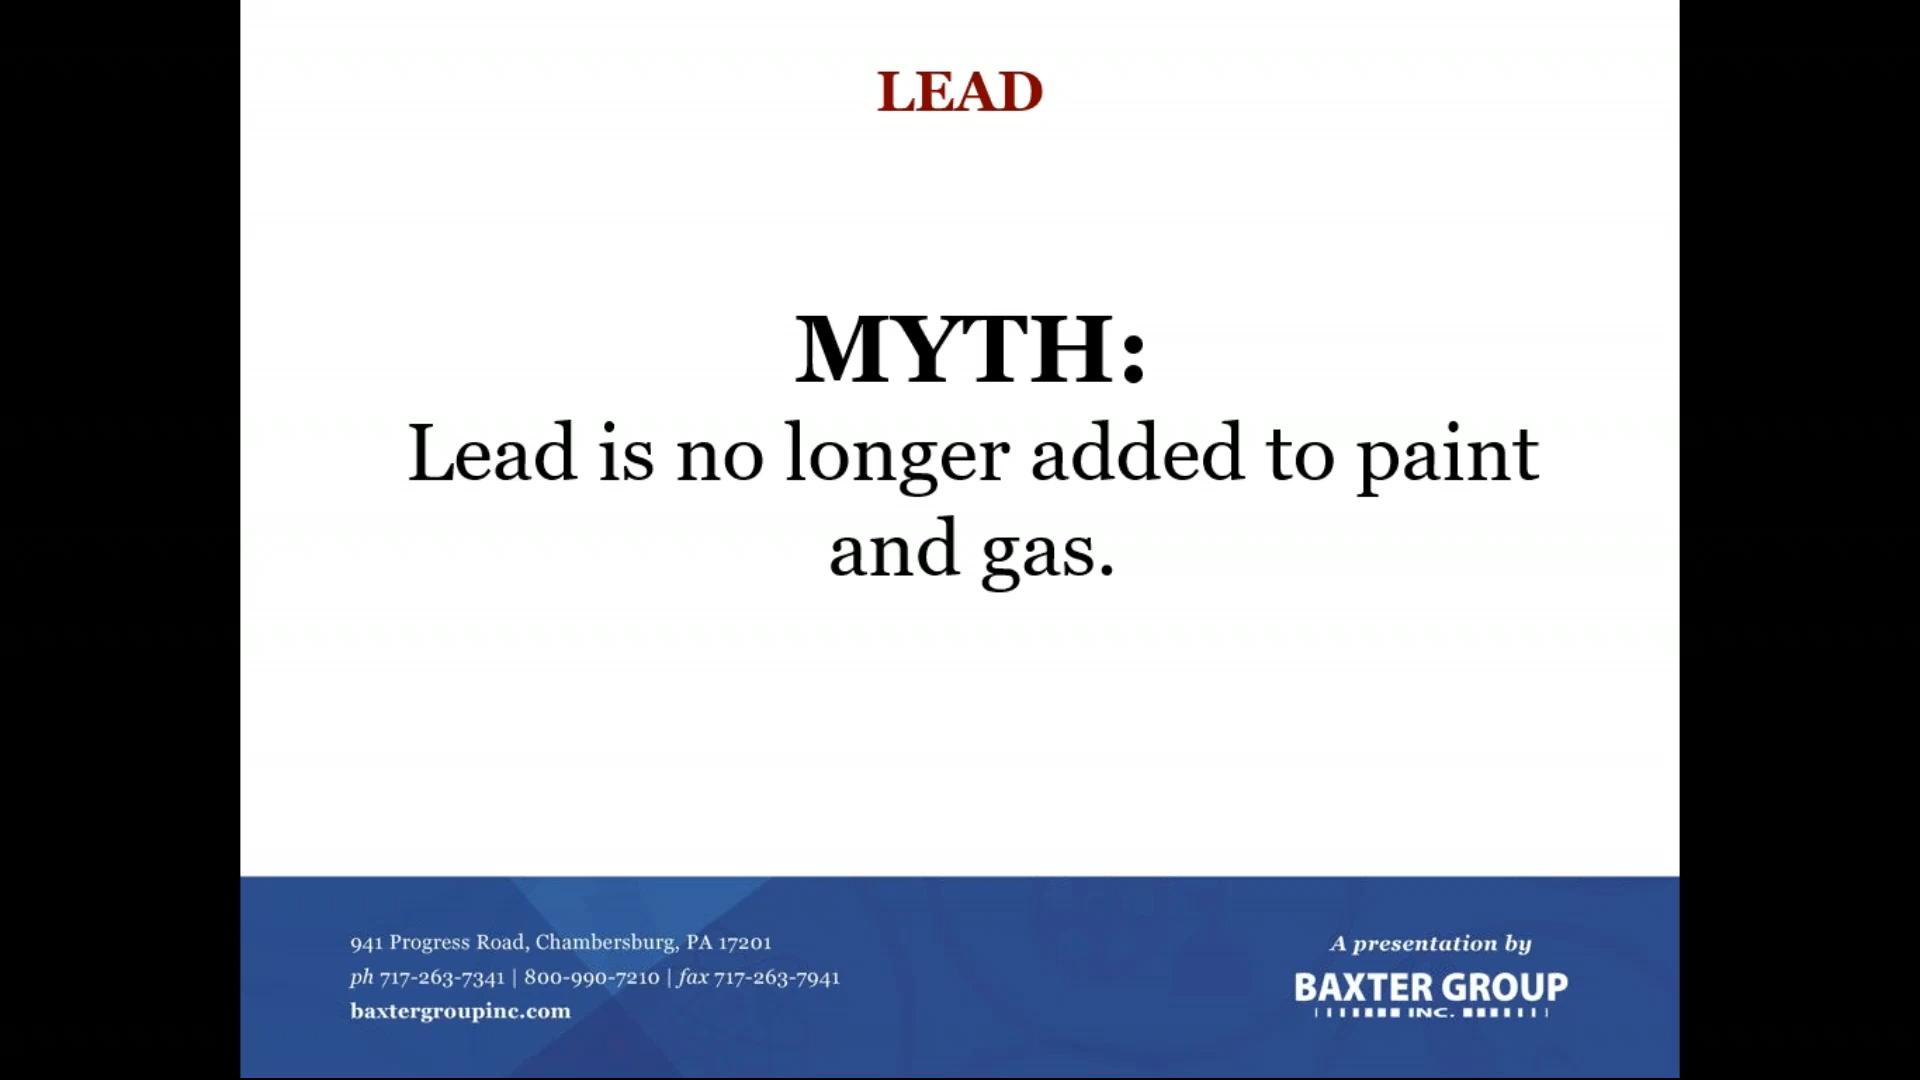 LEAD
MYTH:
Lead is no longer added to paint
and gas.
941 Progress Road, Chambersburg, PA 17201
ph 717-263-7341 | 800-990-7210 | fax 717-263-7941
baxtergroupinc.com
A presentation by
BAXTER GROUP
INC.